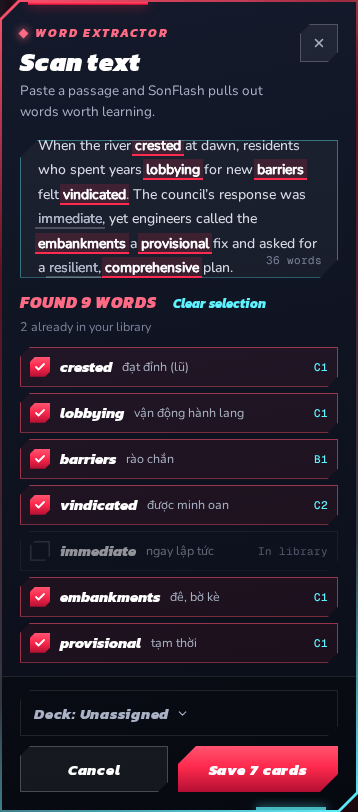 WORD EXTRACTOR
Scan text
Paste a passage and SonFlash pulls out
words worth learning.
When the river crested at dawn, residents
who spent years lobbying for new barriers
felt vindicated. The council's response was
immediate, yet engineers called the
embankments a provisional fix and asked for
a resilient, comprehensive plan.
36 words
FOUND 9 WORDS Clear selection
2 already in your library
crested đạt đỉnh (lũ) C1
lobbying vận động hành lang C1
barriers rào chắn B1
vindicated được minh oan C2
immediate ngay lập tức In library
embankments đê, bờ kè C1
provisional tạm thời C1
Deck: Unassigned
Cancel Save 7 cards